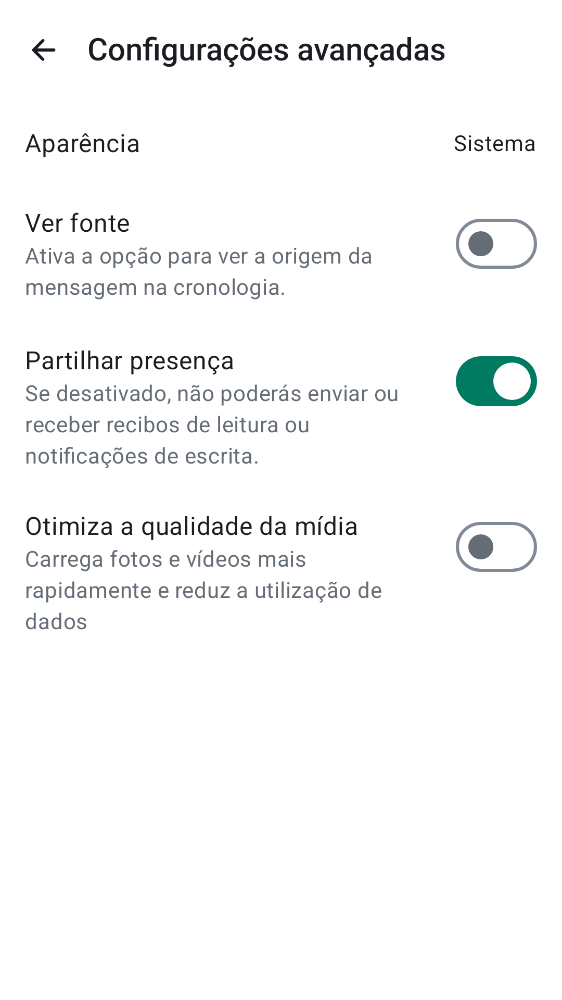 Configurações avançadas
Aparência
Sistema
Ver fonte
Ativa a opção para ver a origem da
mensagem na cronologia.
Partilhar presença
Se desativado, não poderás enviar ou
receber recibos de leitura ou
notificações de escrita.
Otimiza a qualidade da mídia
Carrega fotos e vídeos mais
rapidamente e reduz a utilização de
dados